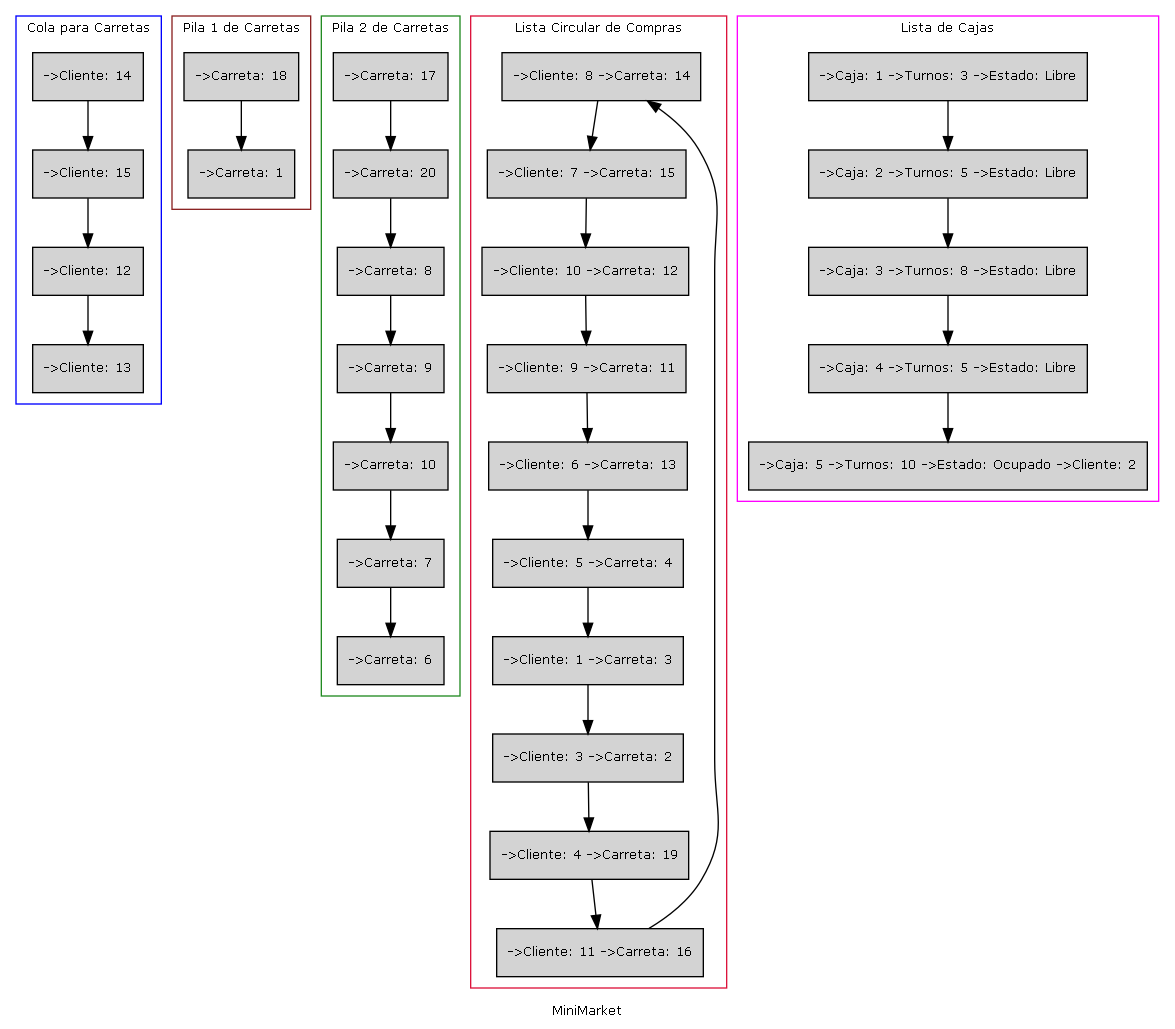 Cola para Carretas
->Cliente: 14
->Cliente: 15
->Cliente: 12
->Cliente: 13
Pila 1 de Carretas
->Carreta: 18
->Carreta: 1
Pila 2 de Carretas
->Carreta: 17
->Carreta: 20
->Carreta: 8
->Carreta: 9
->Carreta: 10
->Carreta: 7
->Carreta: 6
Lista Circular de Compras
->Cliente: 8 ->Carreta: 14
->Cliente: 7 ->Carreta: 15
->Cliente: 10 ->Carreta: 12
->Cliente: 9 ->Carreta: 11
->Cliente: 6 ->Carreta: 13
->Cliente: 5 ->Carreta: 4
->Cliente: 1 ->Carreta: 3
->Cliente: 3 ->Carreta: 2
->Cliente: 4 ->Carreta: 19
->Cliente: 11 ->Carreta: 16
Lista de Cajas
->Caja: 1 ->Turnos: 3 ->Estado: Libre
->Caja: 2 ->Turnos: 5 ->Estado: Libre
->Caja: 3 ->Turnos: 8 ->Estado: Libre
->Caja: 4 ->Turnos: 5 ->Estado: Libre
->Caja: 5 ->Turnos: 10 ->Estado: Ocupado ->Cliente: 2
MiniMarket